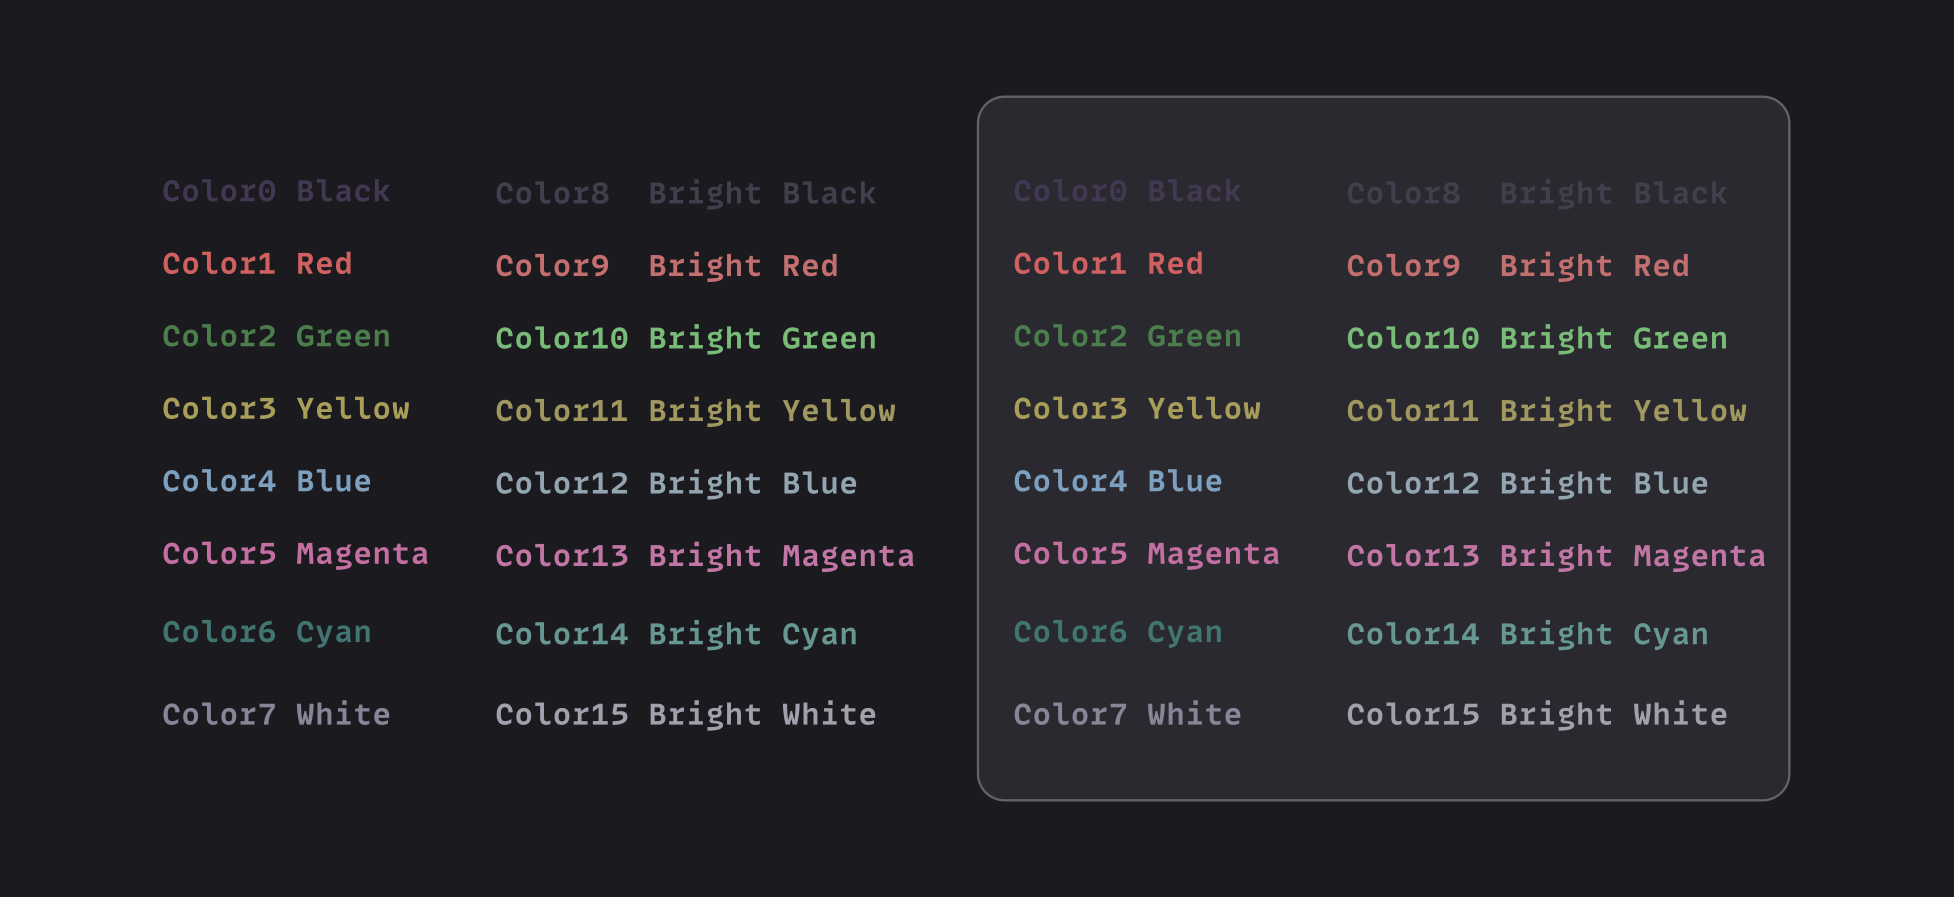 Color0 Black
Color1 Red
Color2 Green
Color3 Yellow
Color4 Blue
Color5 Magenta
Color6 Cyan
Color7 White
Color8  Bright Black
Color9  Bright Red
Color10 Bright Green
Color11 Bright Yellow
Color12 Bright Blue
Color13 Bright Magenta
Color14 Bright Cyan
Color15 Bright White
Color0 Black
Color1 Red
Color2 Green
Color3 Yellow
Color4 Blue
Color5 Magenta
Color6 Cyan
Color7 White
Color8  Bright Black
Color9  Bright Red
Color10 Bright Green
Color11 Bright Yellow
Color12 Bright Blue
Color13 Bright Magenta
Color14 Bright Cyan
Color15 Bright White